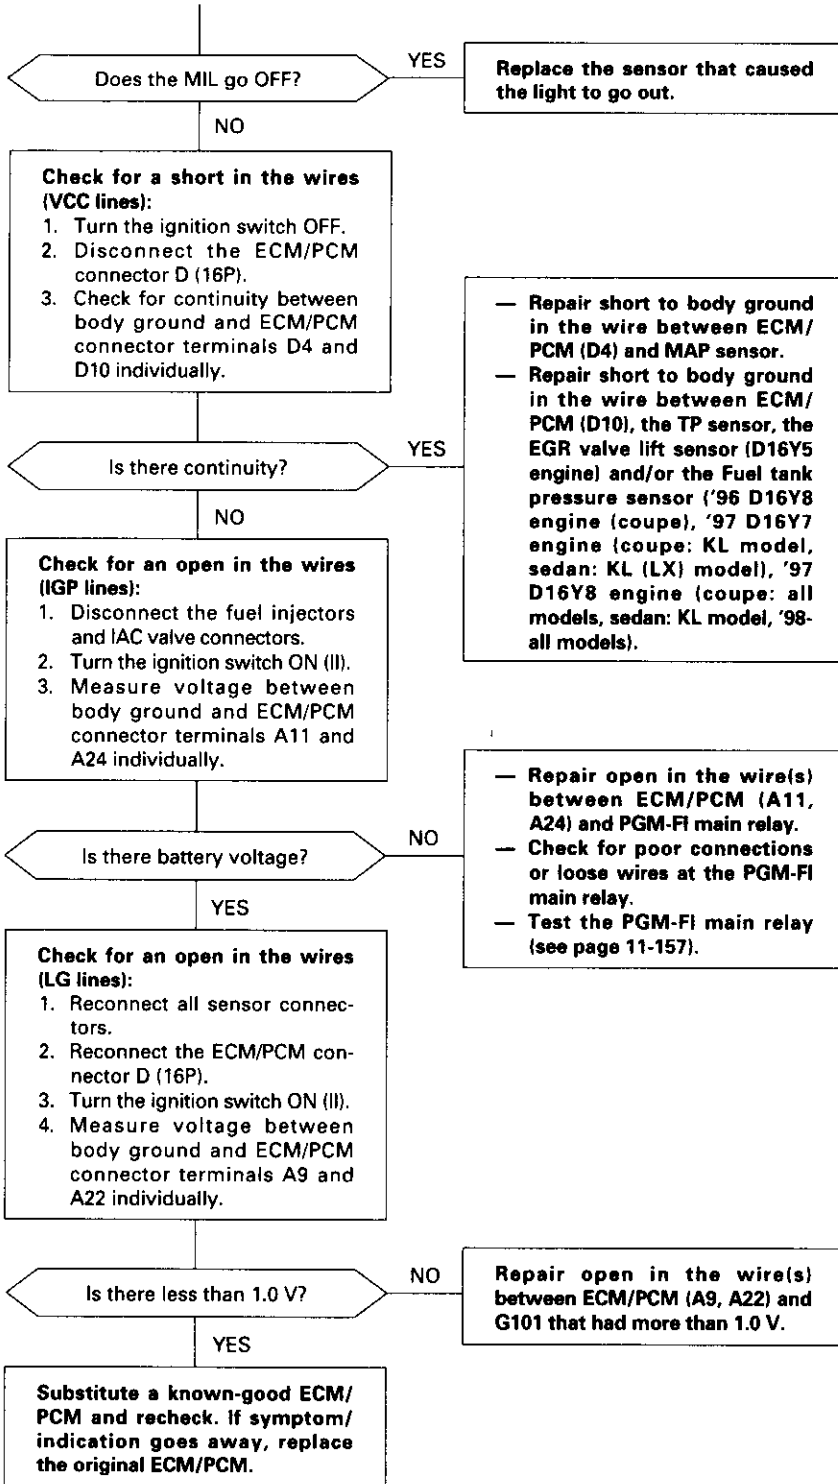 Does the MIL go OFF?
YES
Replace the sensor that caused
the light to go out.
NO
Check for a short in the wires
(VCC lines):
1. Turn the ignition switch OFF.
2. Disconnect the ECM/PCM
connector D (16P).
3. Check for continuity between
body ground and ECM/PCM
connector terminals D4 and
D10 individually.
Is there continuity?
YES
— Repair short to body ground
in the wire between ECM/
PCM (D4) and MAP sensor.
— Repair short to body ground
in the wire between ECM/
PCM (D10), the TP sensor, the
EGR valve lift sensor (D16Y5
engine) and/or the Fuel tank
pressure sensor ('96 D16Y8
engine (coupe), '97 D16Y7
engine (coupe: KL model,
sedan: KL (LX) model), '97
D16Y8 engine (coupe: all
models, sedan: KL model, '98-
all models).
NO
Check for an open in the wires
(IGP lines):
1. Disconnect the fuel injectors
and IAC valve connectors.
2. Turn the ignition switch ON (II).
3. Measure voltage between
body ground and ECM/PCM
connector terminals A11 and
A24 individually.
Is there battery voltage?
NO
— Repair open in the wire(s)
between ECM/PCM (A11,
A24) and PGM-FI main relay.
— Check for poor connections
or loose wires at the PGM-FI
main relay.
— Test the PGM-FI main relay
(see page 11-157).
YES
Check for an open in the wires
(LG lines):
1. Reconnect all sensor connec-
tors.
2. Reconnect the ECM/PCM con-
nector D (16P).
3. Turn the ignition switch ON (II).
4. Measure voltage between
body ground and ECM/PCM
connector terminals A9 and
A22 individually.
Is there less than 1.0 V?
NO
Repair open in the wire(s)
between ECM/PCM (A9, A22) and
G101 that had more than 1.0 V.
YES
Substitute a known-good ECM/
PCM and recheck. If symptom/
indication goes away, replace
the original ECM/PCM.